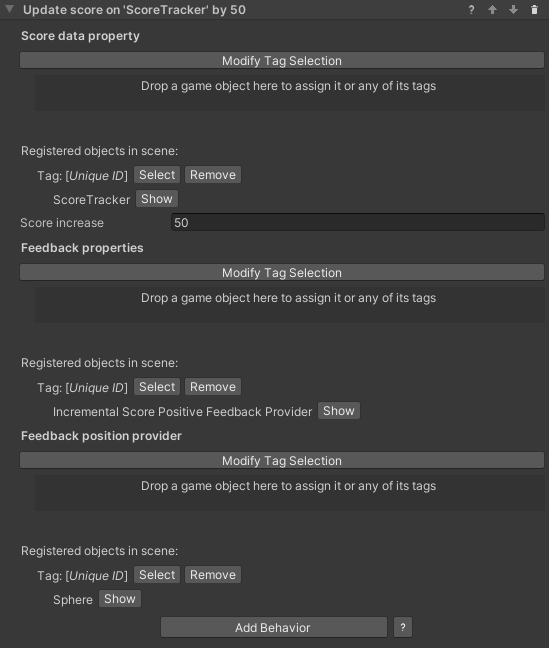 Update score on 'ScoreTracker' by 50 ?
Score data property
Modify Tag Selection
Drop a game object here to assign it or any of its tags
Registered objects in scene:
Tag: [Unique ID] Select Remove
ScoreTracker Show
Score increase 50
Feedback properties
Modify Tag Selection
Drop a game object here to assign it or any of its tags
Registered objects in scene:
Tag: [Unique ID] Select Remove
Incremental Score Positive Feedback Provider Show
Feedback position provider
Modify Tag Selection
Drop a game object here to assign it or any of its tags
Registered objects in scene:
Tag: [Unique ID] Select Remove
Sphere Show
Add Behavior ?